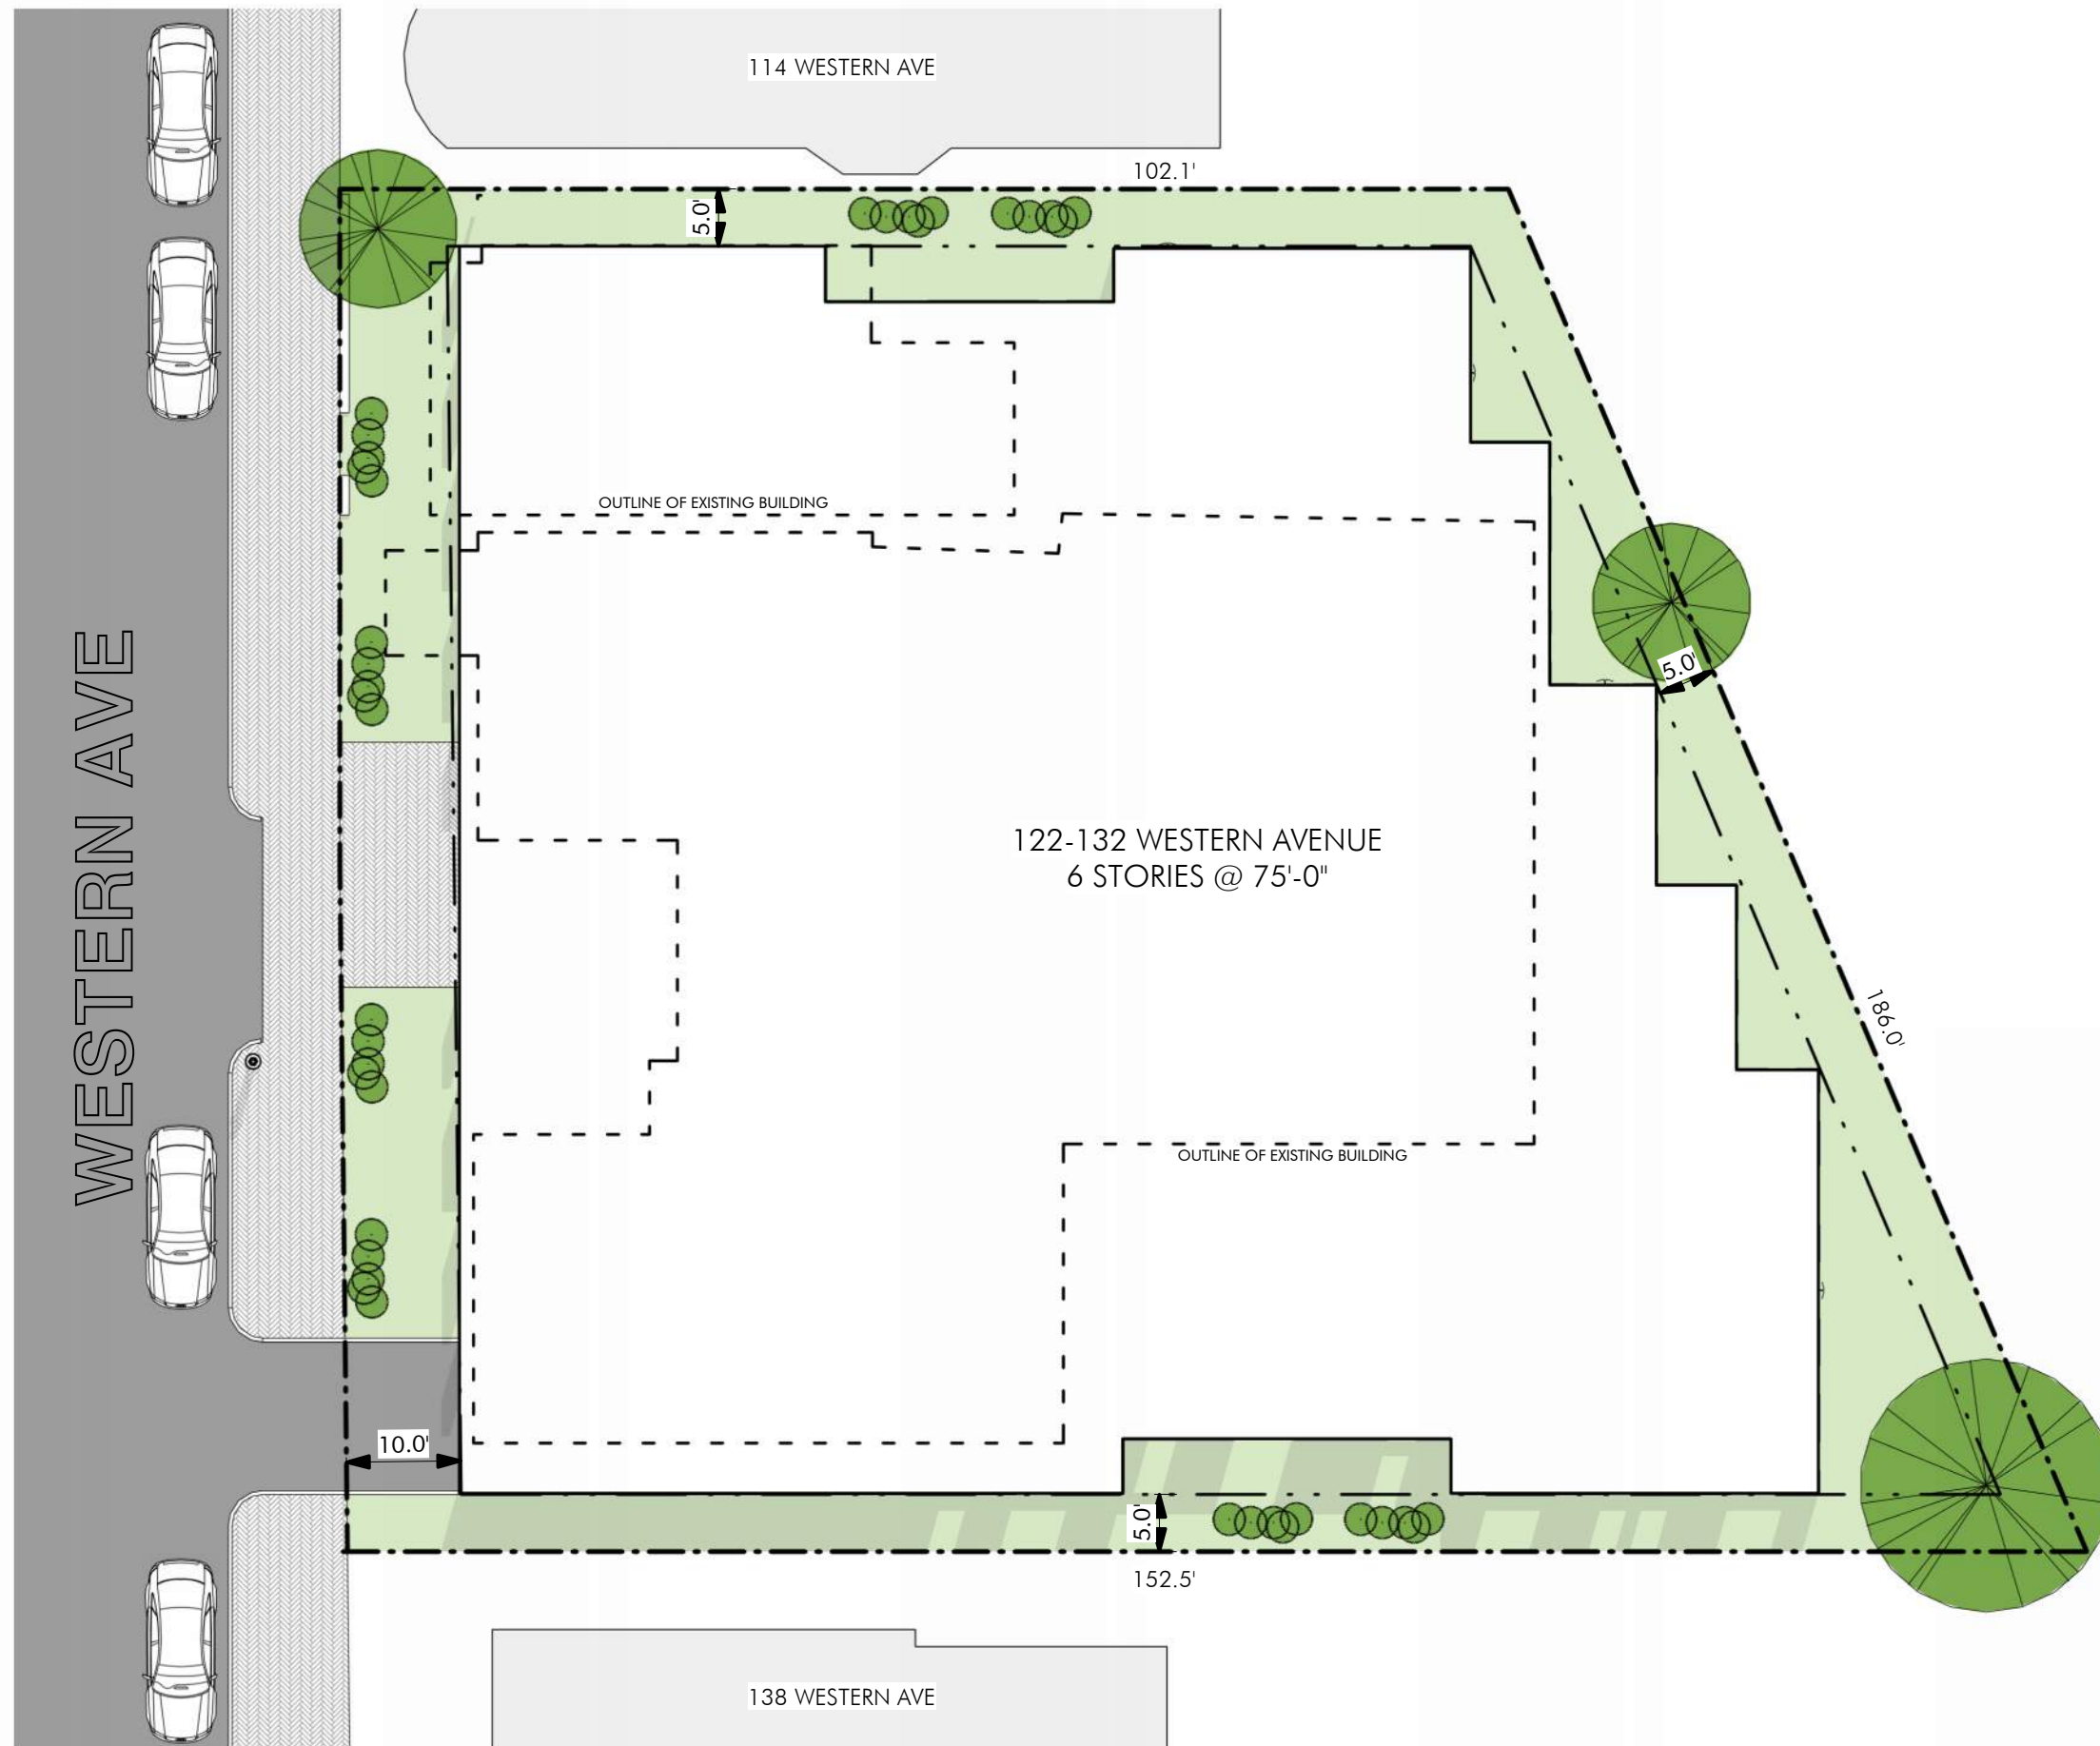 114 WESTERN AVE
102.1'
5.0'
OUTLINE OF EXISTING BUILDING
5.0'
WESTERN AVE
122-132 WESTERN AVENUE
6 STORIES @ 75'-0"
186.0'
OUTLINE OF EXISTING BUILDING
10.0'
5.0'
152.5'
138 WESTERN AVE